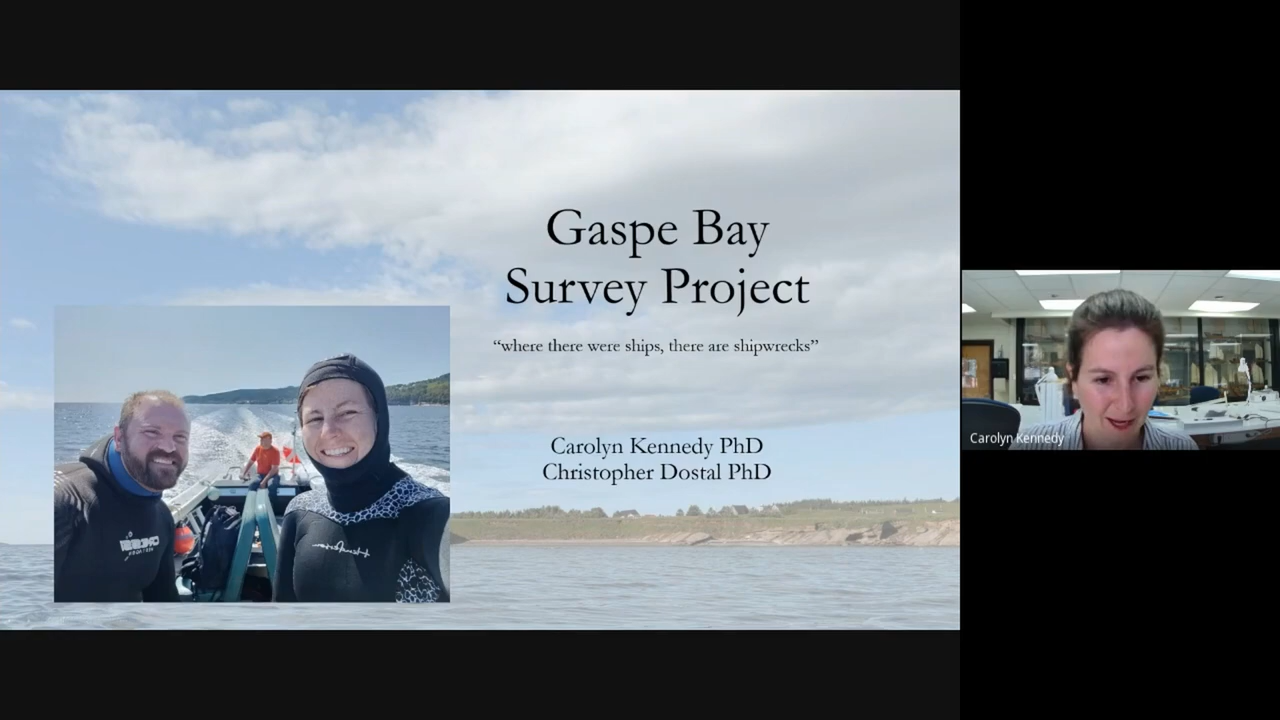 Gaspe Bay
Survey Project
“where there were ships, there are shipwrecks”
Carolyn Kennedy PhD
Christopher Dostal PhD
Carolyn Kennedy